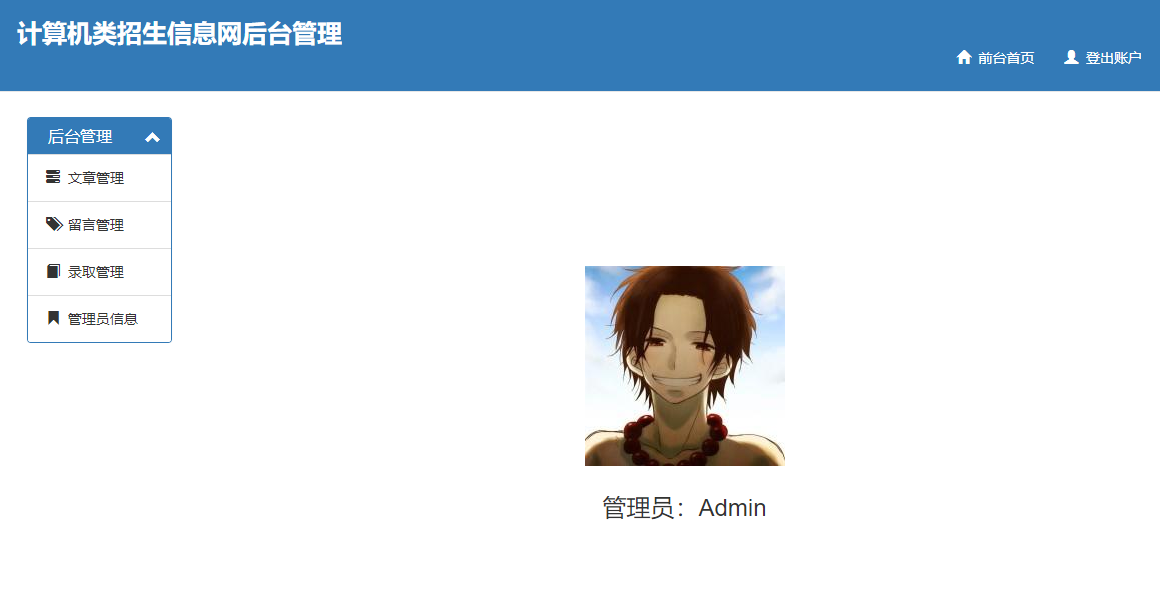 计算机类招生信息网后台管理
前台首页 登出账户
后台管理
文章管理
留言管理
录取管理
管理员信息
管理员：Admin